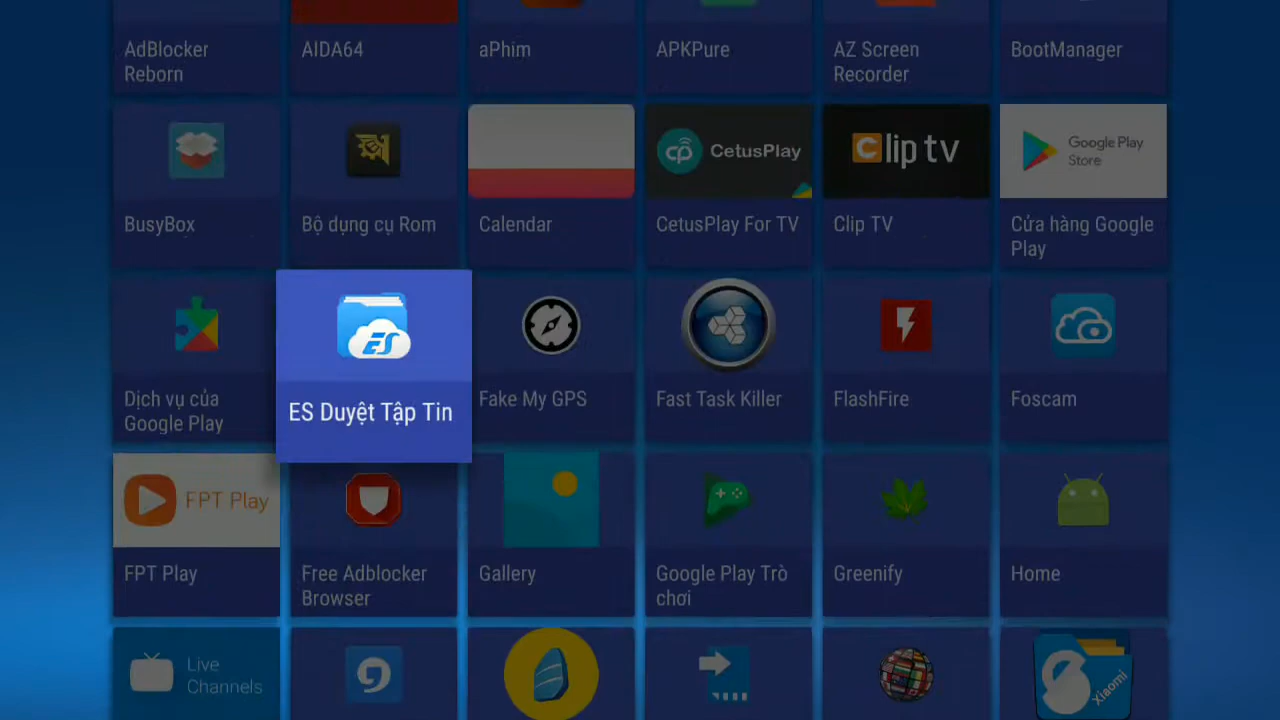 AdBlocker
Reborn
AIDA64
aPhim
APKPure
AZ Screen
Recorder
BootManager
BusyBox
Bộ dụng cụ Rom
Calendar
cp CetusPlay
CetusPlay For TV
Clip tv
Clip TV
Google Play
Store
Cửa hàng Google
Play
Dịch vụ của
Google Play
ES
ES Duyệt Tập Tin
Fake My GPS
Fast Task Killer
FlashFire
Foscam
FPT Play
FPT Play
Free Adblocker
Browser
Gallery
Google Play Trò
chơi
Greenify
Home
Live
Channels
Xiaomi